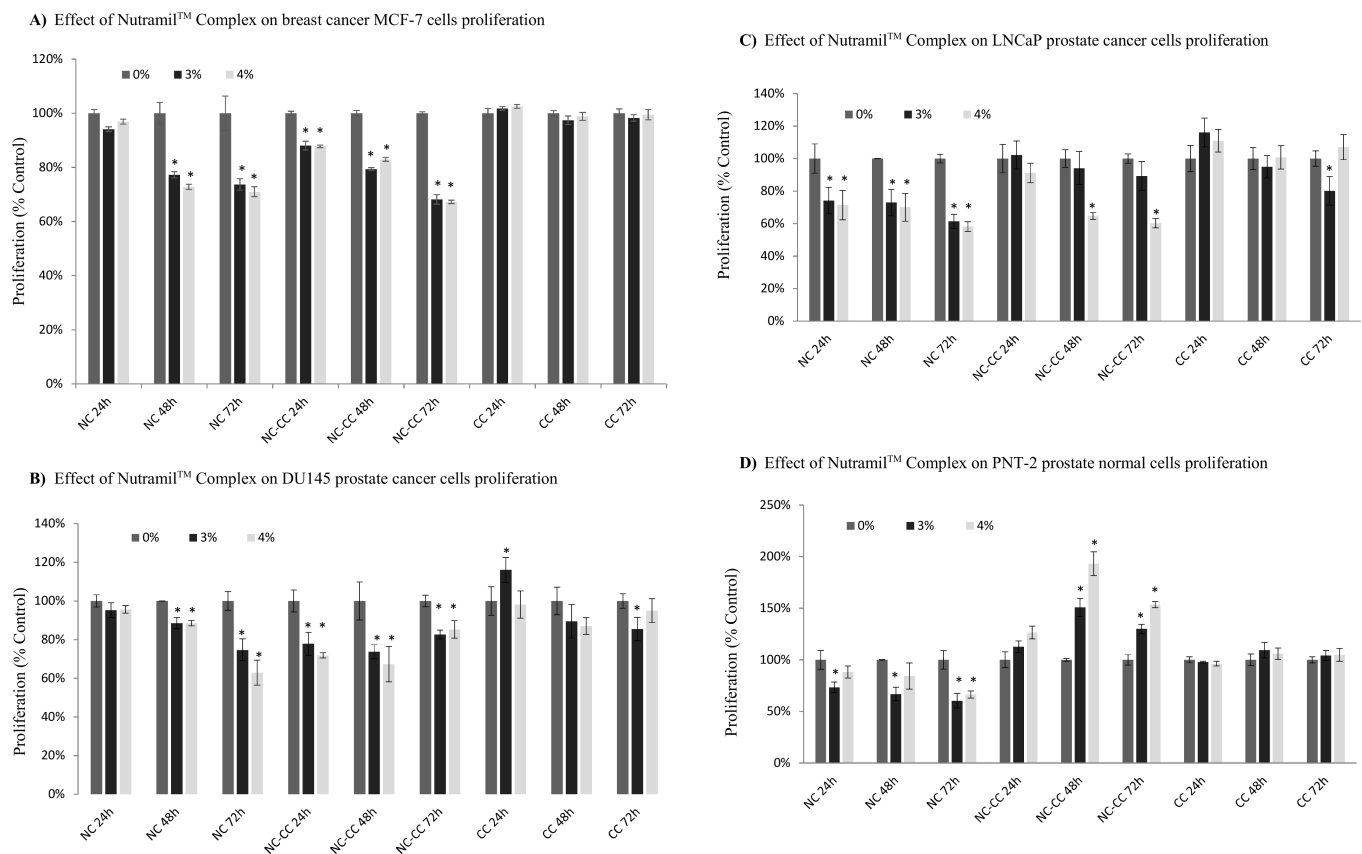 A) Effect of Nutramil™ Complex on breast cancer MCF-7 cells proliferation
120%
100%
80%
60%
40%
20%
0%
Proliferation (% Control)
0% 3% 4%
* * * * * * * * * *
NC 24h NC 48h NC 72h NC-CC 24h NC-CC 48h NC-CC 72h CC 24h CC 48h CC 72h
B) Effect of Nutramil™ Complex on DU145 prostate cancer cells proliferation
140%
120%
100%
80%
60%
40%
20%
0%
Proliferation (% Control)
0% 3% 4%
* * * * * * * * * * * *
NC 24h NC 48h NC 72h NC-CC 24h NC-CC 48h NC-CC 72h CC 24h CC 48h CC 72h
C) Effect of Nutramil™ Complex on LNCaP prostate cancer cells proliferation
140%
120%
100%
80%
60%
40%
20%
0%
Proliferation (% Control)
0% 3% 4%
* * * * * * * * *
NC 24h NC 48h NC 72h NC-CC 24h NC-CC 48h NC-CC 72h CC 24h CC 48h CC 72h
D) Effect of Nutramil™ Complex on PNT-2 prostate normal cells proliferation
250%
200%
150%
100%
50%
0%
Proliferation (% Control)
0% 3% 4%
* * * * * * * *
NC 24h NC 48h NC 72h NC-CC 24h NC-CC 48h NC-CC 72h CC 24h CC 48h CC 72h